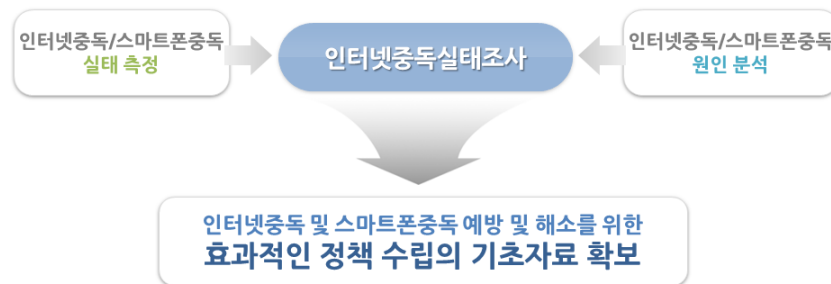 인터넷중독/스마트폰중독
실태 측정
인터넷중독실태조사
인터넷중독/스마트폰중독
원인 분석
인터넷중독 및 스마트폰중독 예방 및 해소를 위한
효과적인 정책 수립의 기초자료 확보